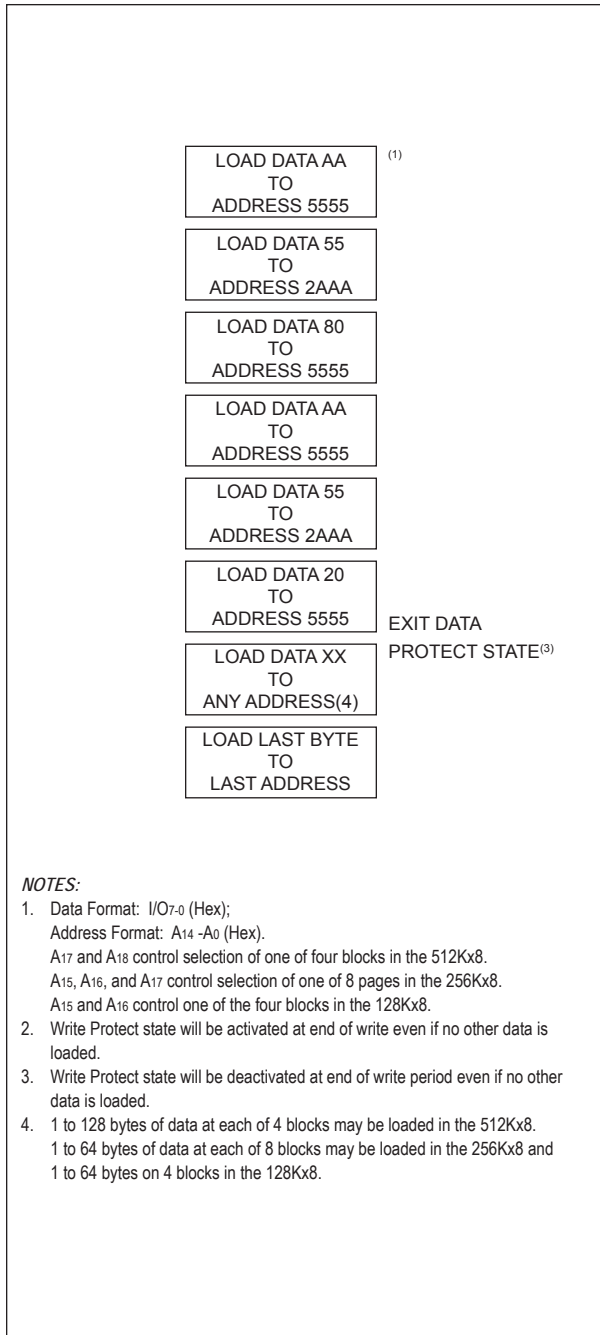 LOAD DATA AA
TO
ADDRESS 5555
(1)
LOAD DATA 55
TO
ADDRESS 2AAA
LOAD DATA 80
TO
ADDRESS 5555
LOAD DATA AA
TO
ADDRESS 5555
LOAD DATA 55
TO
ADDRESS 2AAA
LOAD DATA 20
TO
ADDRESS 5555
EXIT DATA
PROTECT STATE(3)
LOAD DATA XX
TO
ANY ADDRESS(4)
LOAD LAST BYTE
TO
LAST ADDRESS
NOTES:
1. Data Format: I/O7-0 (Hex);
Address Format: A14 -A0 (Hex).
A17 and A18 control selection of one of four blocks in the 512Kx8.
A15, A16, and A17 control selection of one of 8 pages in the 256Kx8.
A15 and A16 control one of the four blocks in the 128Kx8.
2. Write Protect state will be activated at end of write even if no other data is
loaded.
3. Write Protect state will be deactivated at end of write period even if no other
data is loaded.
4. 1 to 128 bytes of data at each of 4 blocks may be loaded in the 512Kx8.
1 to 64 bytes of data at each of 8 blocks may be loaded in the 256Kx8 and
1 to 64 bytes on 4 blocks in the 128Kx8.